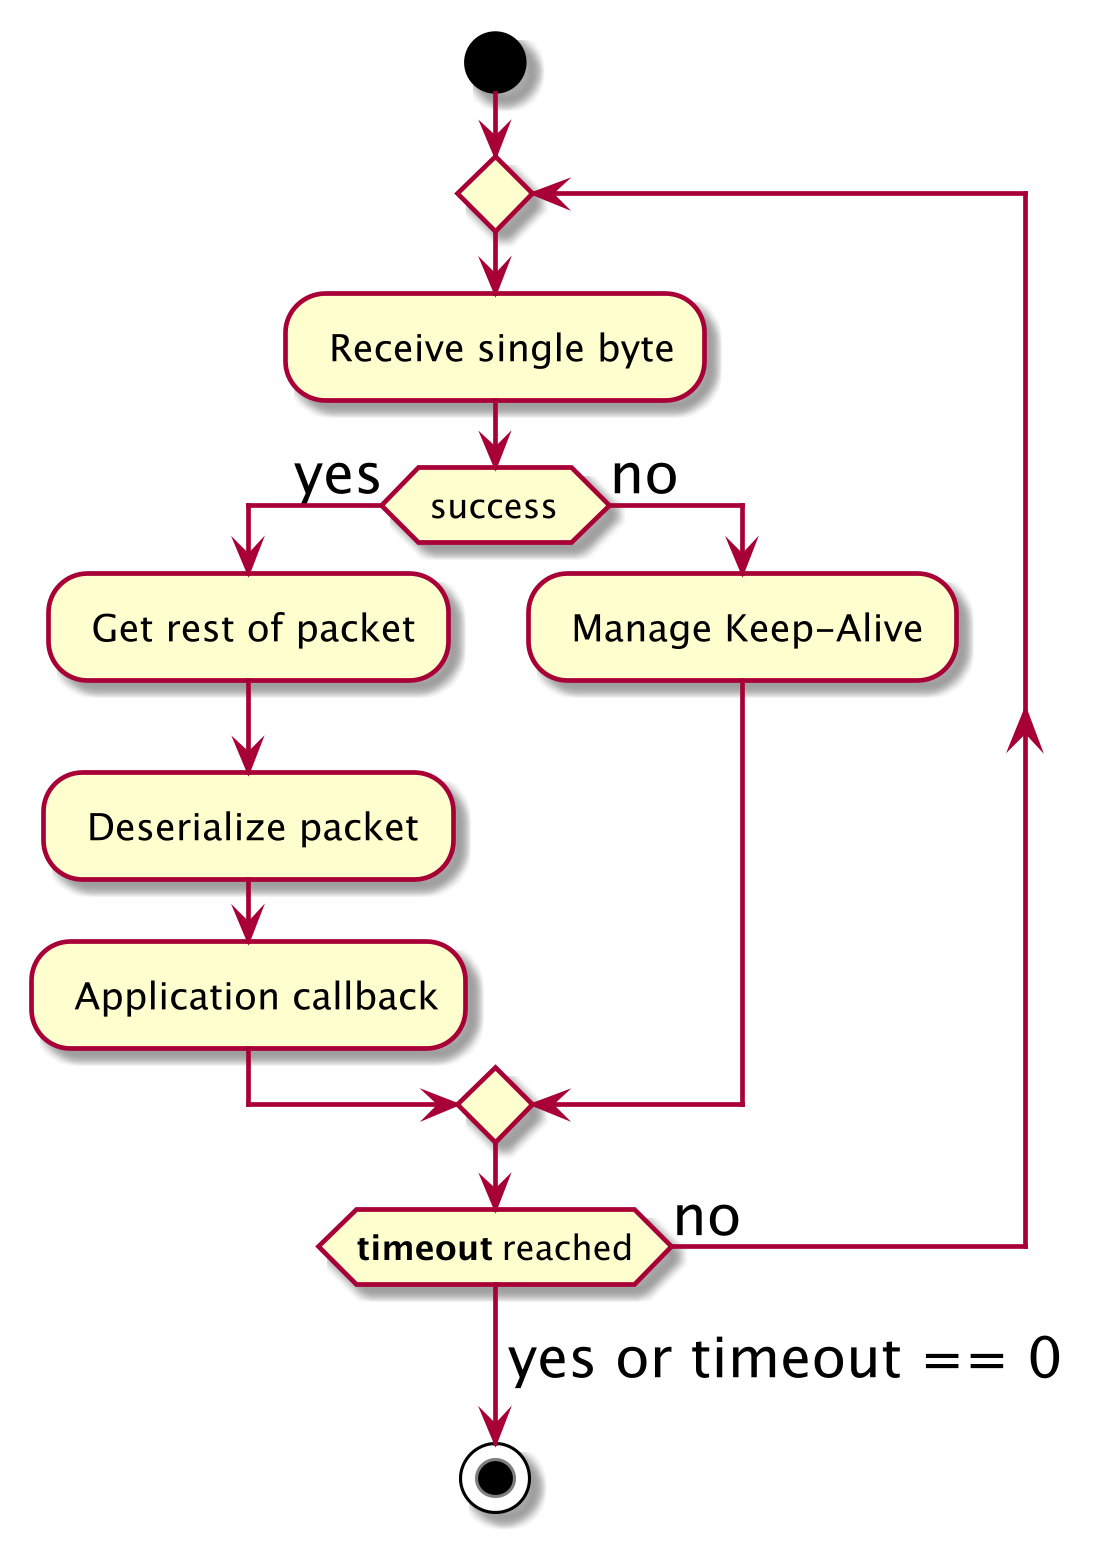 Receive single byte
yes
success
no
Get rest of packet
Manage Keep-Alive
Deserialize packet
Application callback
timeout reached
no
yes or timeout == 0